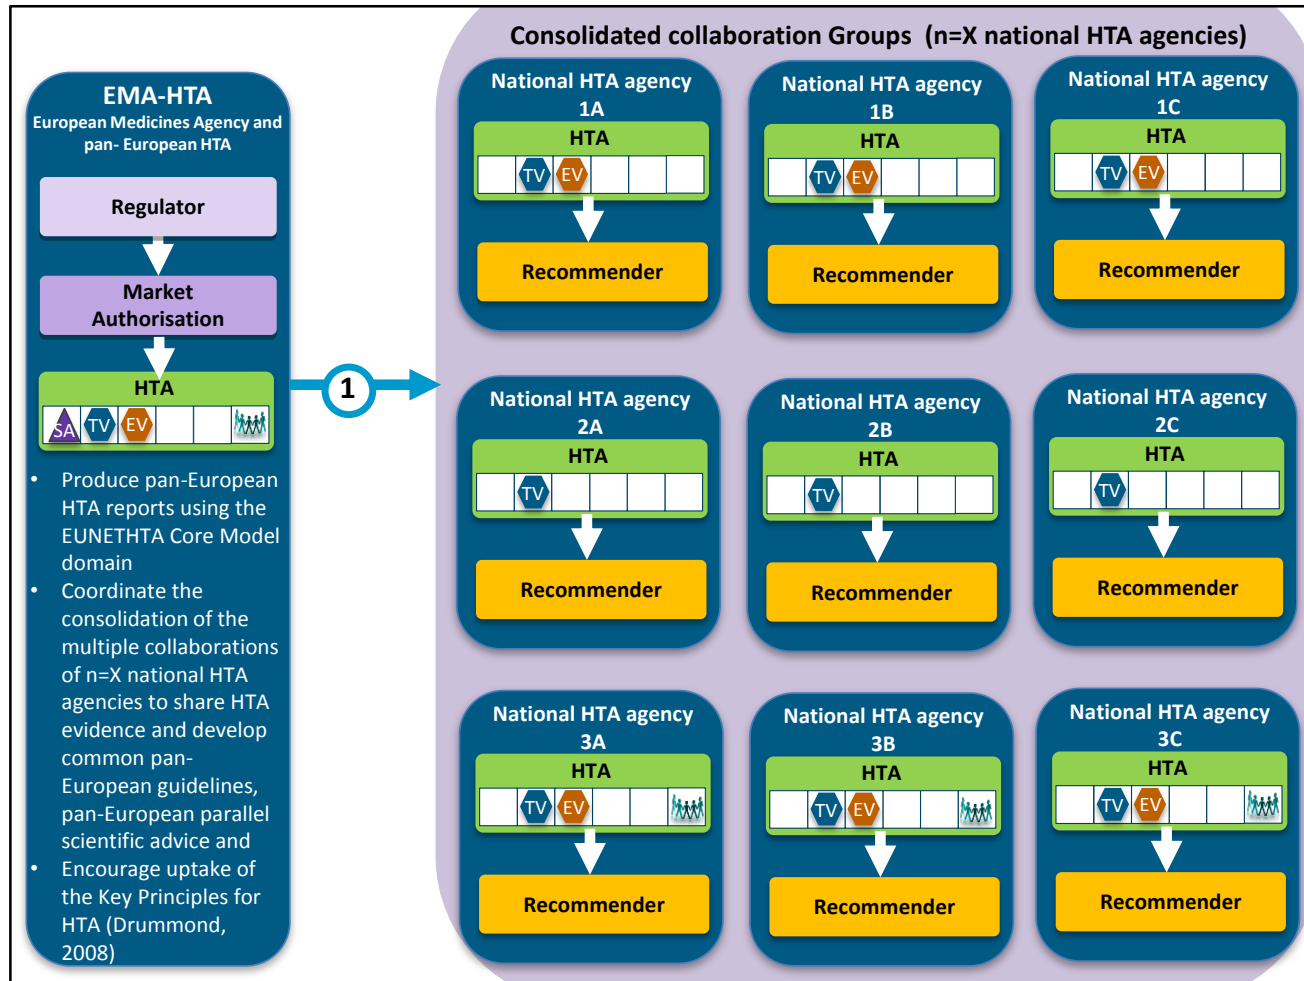 Consolidated collaboration Groups (n=X national HTA agencies)
EMA-HTA
European Medicines Agency and
pan- European HTA
Regulator
Market
Authorisation
HTA
SA TV EV
• Produce pan-European
HTA reports using the
EUNETHTA Core Model
domain
• Coordinate the
consolidation of the
multiple collaborations
of n=X national HTA
agencies to share HTA
evidence and develop
common pan-
European guidelines,
pan-European parallel
scientific advice and
• Encourage uptake of
the Key Principles for
HTA (Drummond,
2008)
1
National HTA agency
1A
HTA
TV EV
Recommender
National HTA agency
1B
HTA
TV EV
Recommender
National HTA agency
1C
HTA
TV EV
Recommender
National HTA agency
2A
HTA
TV
Recommender
National HTA agency
2B
HTA
TV
Recommender
National HTA agency
2C
HTA
TV
Recommender
National HTA agency
3A
HTA
TV EV
Recommender
National HTA agency
3B
HTA
TV EV
Recommender
National HTA agency
3C
HTA
TV EV
Recommender